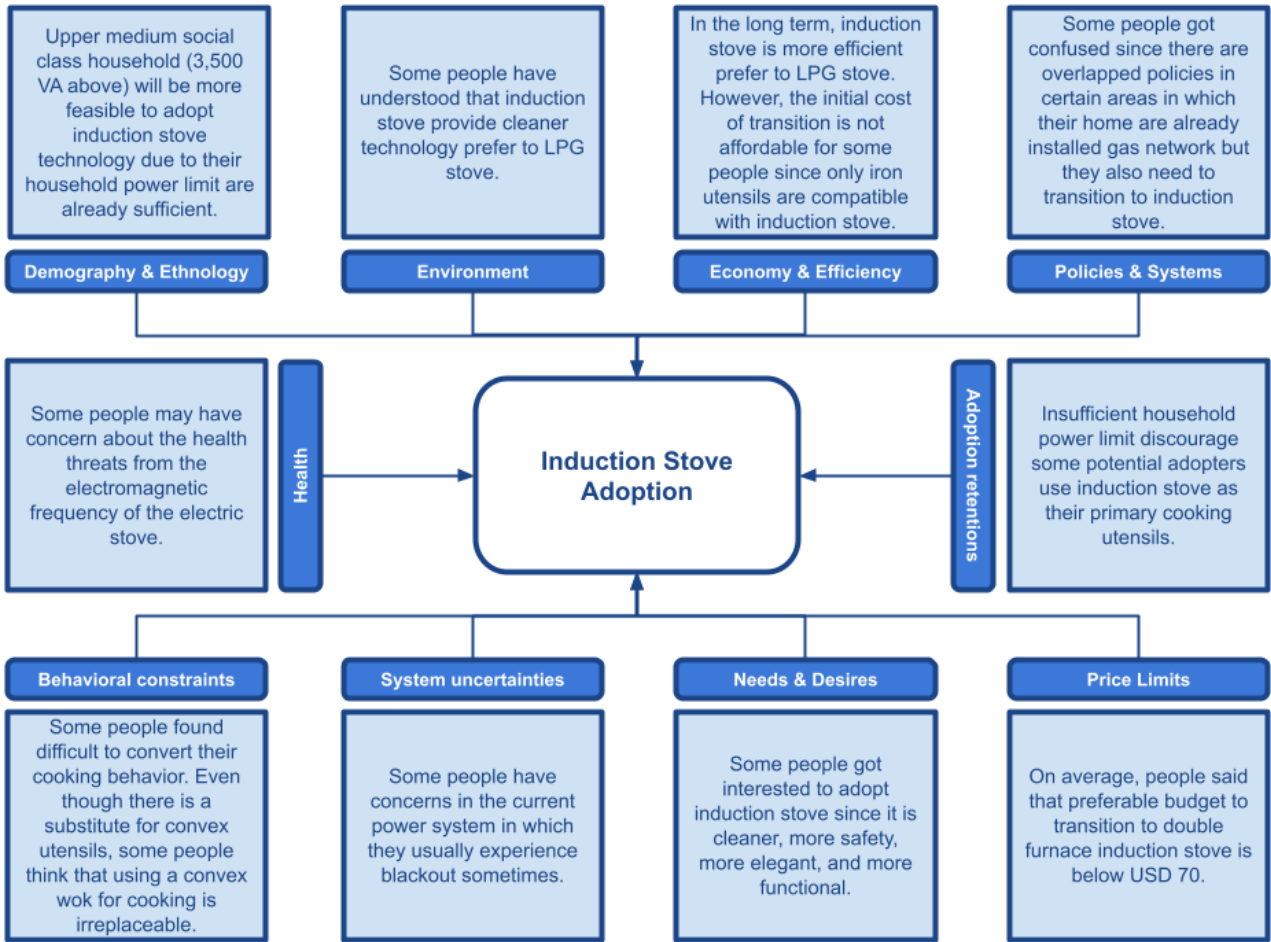 Upper medium social
class household (3,500
VA above) will be more
feasible to adopt
induction stove
technology due to their
household power limit are
already sufficient.
Demography & Ethnology
Some people have
understood that induction
stove provide cleaner
technology prefer to LPG
stove.
Environment
In the long term, induction
stove is more efficient
prefer to LPG stove.
However, the initial cost
of transition is not
affordable for some
people since only iron
utensils are compatible
with induction stove.
Economy & Efficiency
Some people got
confused since there are
overlapped policies in
certain areas in which
their home are already
installed gas network but
they also need to
transition to induction
stove.
Policies & Systems
Some people may have
concern about the health
threats from the
electromagnetic
frequency of the electric
stove.
Health
Induction Stove
Adoption
Adoption retentions
Insufficient household
power limit discourage
some potential adopters
use induction stove as
their primary cooking
utensils.
Behavioral constraints
Some people found
difficult to convert their
cooking behavior. Even
though there is a
substitute for convex
utensils, some people
think that using a convex
wok for cooking is
irreplaceable.
System uncertainties
Some people have
concerns in the current
power system in which
they usually experience
blackout sometimes.
Needs & Desires
Some people got
interested to adopt
induction stove since it is
cleaner, more safety,
more elegant, and more
functional.
Price Limits
On average, people said
that preferable budget to
transition to double
furnace induction stove is
below USD 70.